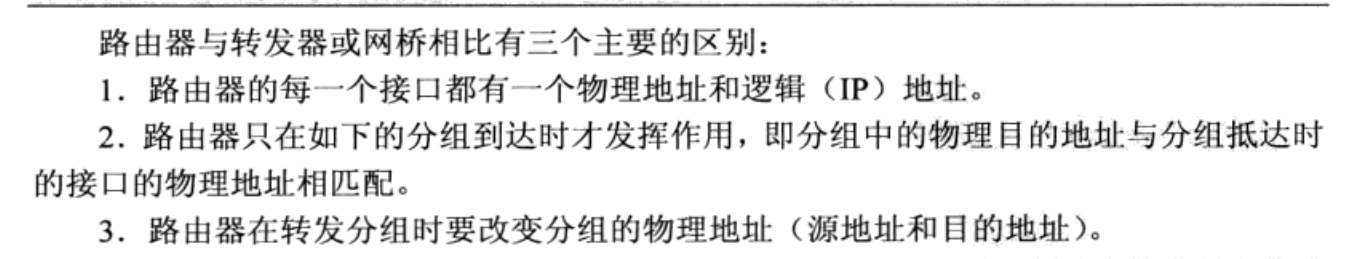 路由器与转发器或网桥相比有三个主要的区别：
1．路由器的每一个接口都有一个物理地址和逻辑（IP）地址。
2．路由器只在如下的分组到达时才发挥作用，即分组中的物理目的地址与分组抵达时
的接口的物理地址相匹配。
3．路由器在转发分组时要改变分组的物理地址（源地址和目的地址）。